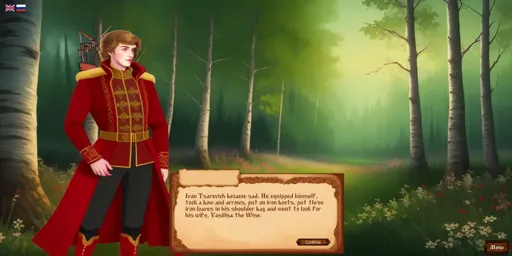 Ivan Tsarevich became sad. He equipped himself,
took a bow and arrows, put on iron boots, put three
iron loaves in his shoulder bag and went to look for
his wife, Vasilisa the Wise.
Continue
Menu